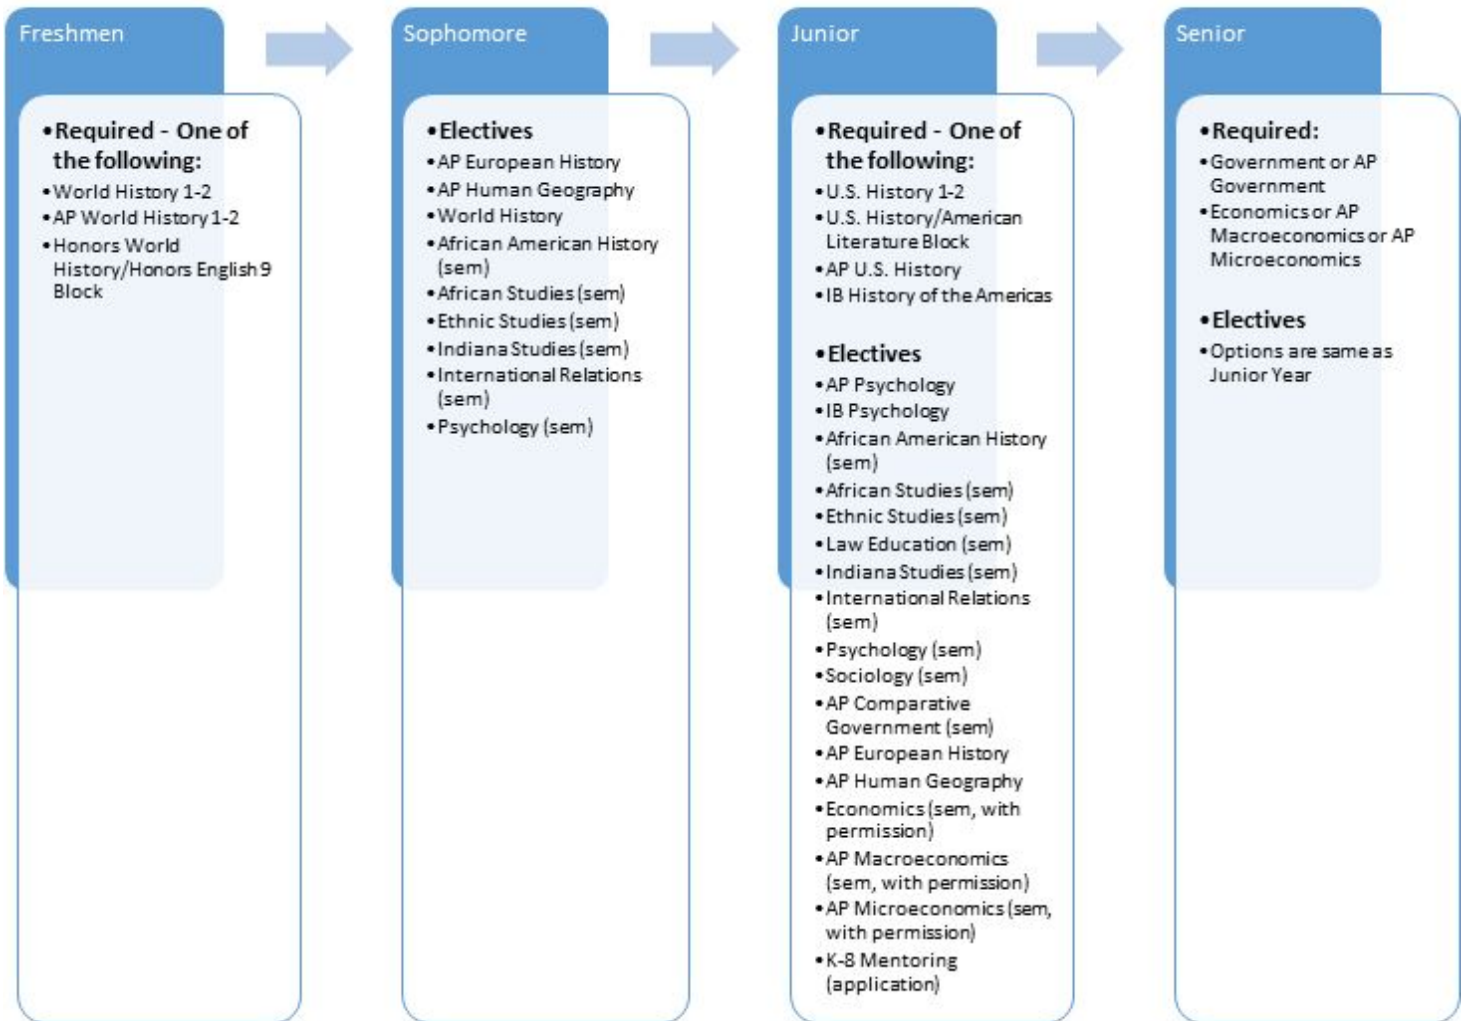 Freshmen
•Required - One of
the following:
•World History 1-2
•AP World History 1-2
•Honors World
History/Honors English 9
Block
Sophomore
•Electives
•AP European History
•AP Human Geography
•World History
•African American History
(sem)
•African Studies (sem)
•Ethnic Studies (sem)
•Indiana Studies (sem)
•International Relations
(sem)
•Psychology (sem)
Junior
•Required - One of
the following:
•U.S. History 1-2
•U.S. History/American
Literature Block
•AP U.S. History
•IB History of the Americas
•Electives
•AP Psychology
•IB Psychology
•African American History
(sem)
•African Studies (sem)
•Ethnic Studies (sem)
•Law Education (sem)
•Indiana Studies (sem)
•International Relations
(sem)
•Psychology (sem)
•Sociology (sem)
•AP Comparative
Government (sem)
•AP European History
•AP Human Geography
•Economics (sem, with
permission)
•AP Macroeconomics
(sem, with permission)
•AP Microeconomics (sem,
with permission)
•K-8 Mentoring
(application)
Senior
•Required:
•Government or AP
Government
•Economics or AP
Macroeconomics or AP
Microeconomics
•Electives
•Options are same as
Junior Year